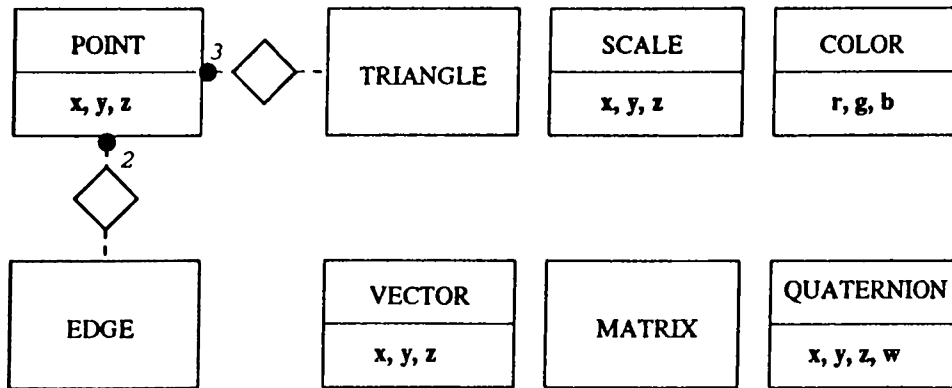 POINT
x, y, z
3
2
TRIANGLE
SCALE
x, y, z
COLOR
r, g, b
EDGE
VECTOR
x, y, z
MATRIX
QUATERNION
x, y, z, w